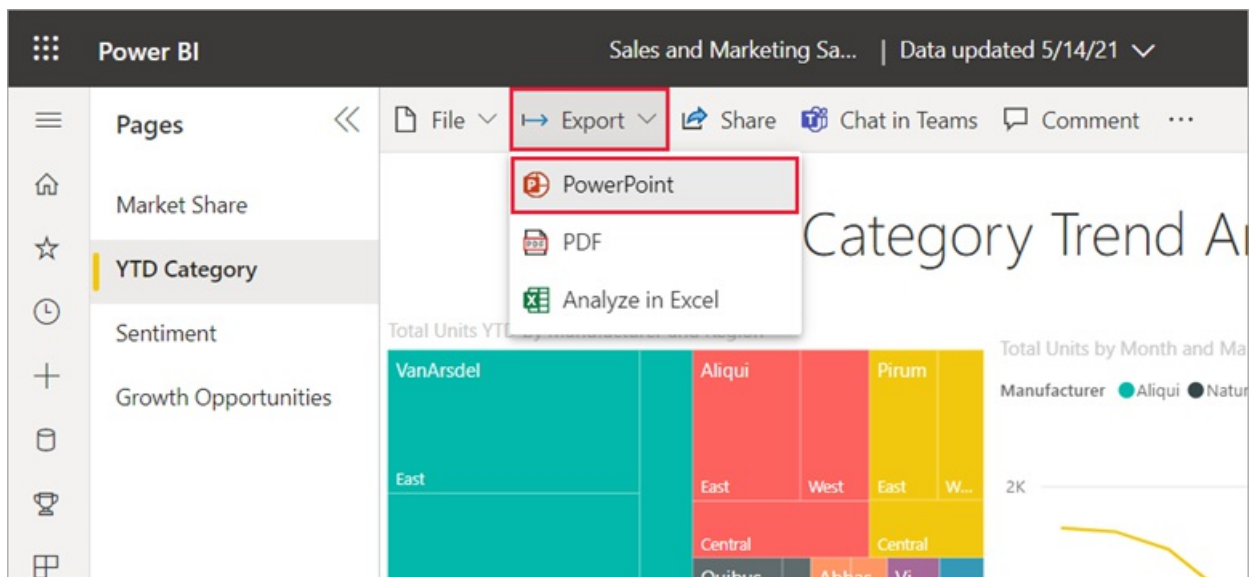 Power BI
Sales and Marketing Sa... | Data updated 5/14/21
Pages
File
Export
Share
Chat in Teams
Comment
...
Market Share
YTD Category
Sentiment
Growth Opportunities
PowerPoint
PDF
Analyze in Excel
Category Trend
Total Units
VanArsdel
East
Aliqui
East
West
Central
Pirum
East
W...
Central
Total Units by Month and Ma
Manufacturer Aliqui Natur
2K